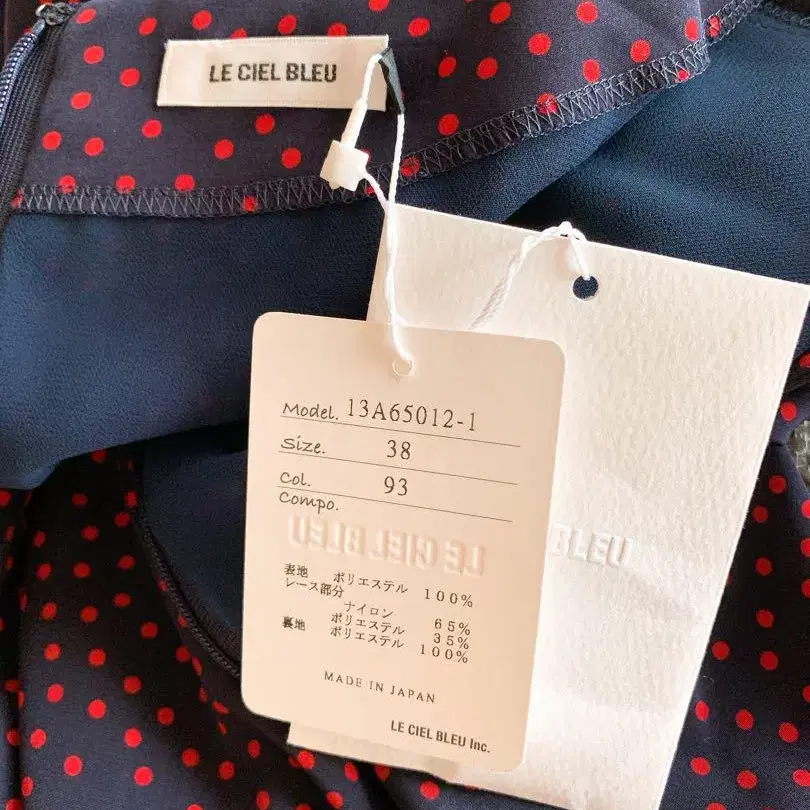 LE CIEL BLEU
Model. 13A65012-1
Size. 38
Col. 93
Compo.
LE CIEL BLEU
BLEU
表地 ポリエステル 100%
レース部分
ナイロン 65%
ポリエステル 35%
裏地 ポリエステル 100%
MADE IN JAPAN
LE CIEL BLEU Inc.